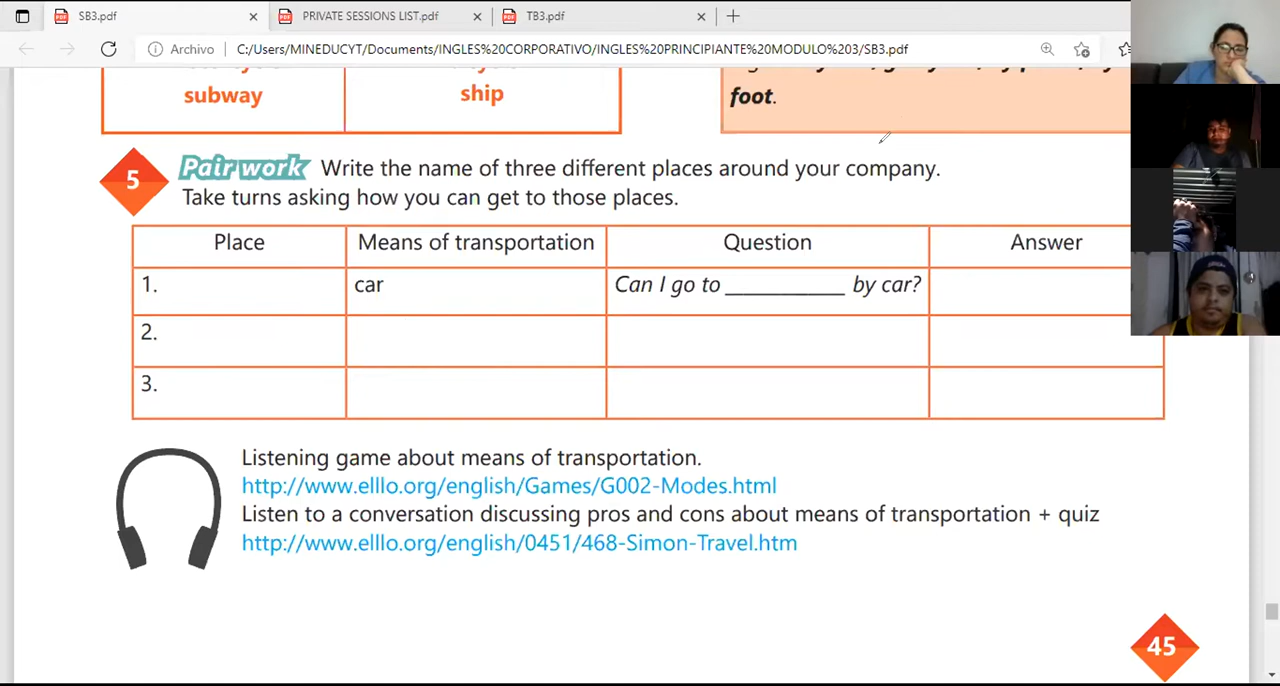 SB3.pdf
PRIVATE SESSIONS LIST.pdf
TB3.pdf
Archivo
C:/Users/MINEDUCYT/Documents/INGLES%20CORPORATIVO/INGLES%20PRINCIPIANTE%20MODULO%203/SB3.pdf
subway
ship
foot.
5
Pair work Write the name of three different places around your company.
Take turns asking how you can get to those places.
Place Means of transportation Question Answer
1. car Can I go to ____________ by car?
2.
3.
Listening game about means of transportation.
http://www.elllo.org/english/Games/G002-Modes.html
Listen to a conversation discussing pros and cons about means of transportation + quiz
http://www.elllo.org/english/0451/468-Simon-Travel.htm
45